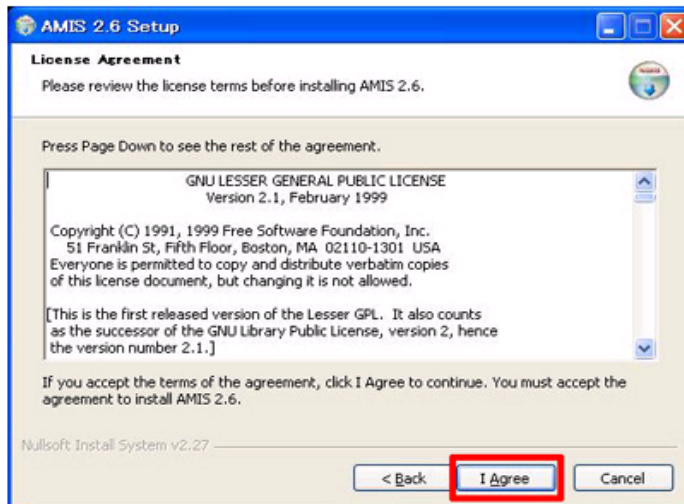 AMIS 2.6 Setup
License Agreement
Please review the license terms before installing AMIS 2.6.
Press Page Down to see the rest of the agreement.
GNU LESSER GENERAL PUBLIC LICENSE
Version 2.1, February 1999
Copyright (C) 1991, 1999 Free Software Foundation, Inc.
51 Franklin St, Fifth Floor, Boston, MA  02110-1301  USA
Everyone is permitted to copy and distribute verbatim copies
of this license document, but changing it is not allowed.
[This is the first released version of the Lesser GPL.  It also counts
as the successor of the GNU Library Public License, version 2, hence
the version number 2.1.]
If you accept the terms of the agreement, click I Agree to continue. You must accept the
agreement to install AMIS 2.6.
Nullsoft Install System v2.27
< Back
I Agree
Cancel